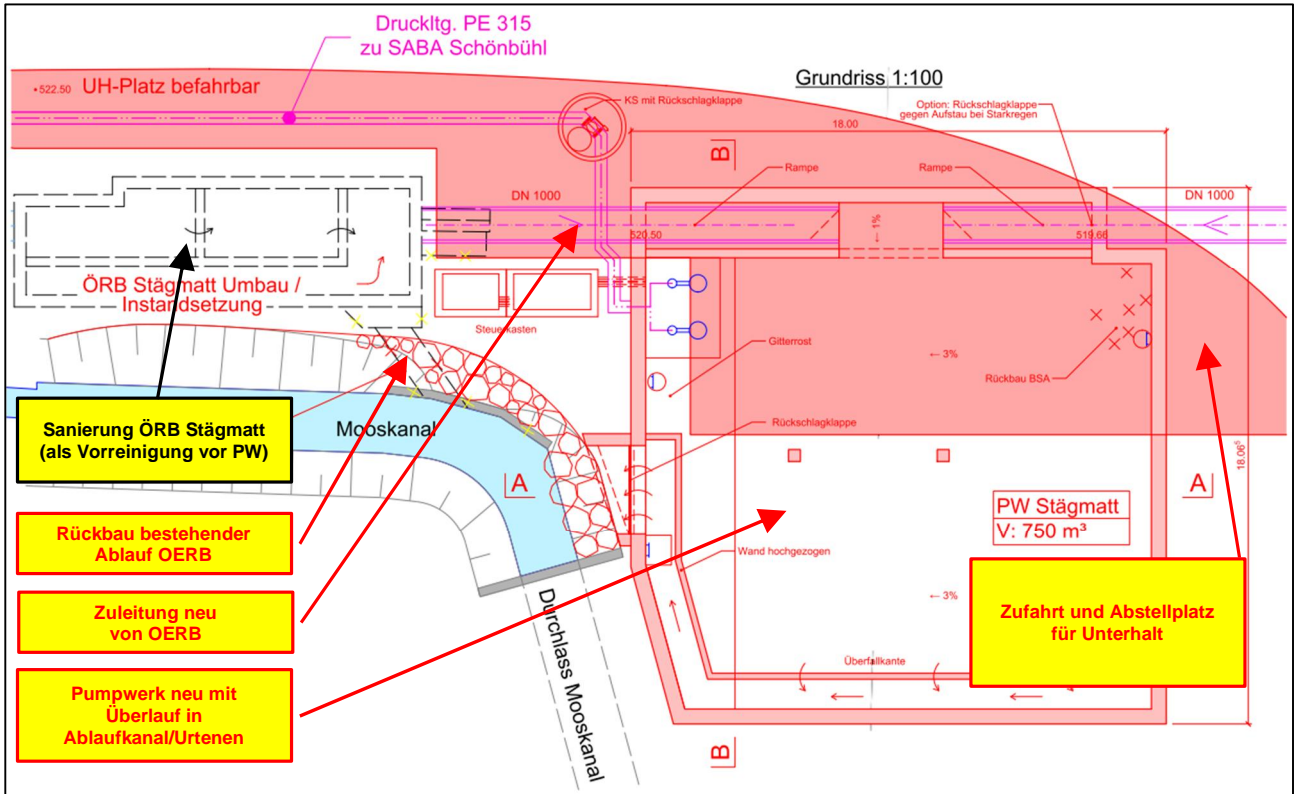 Druckltg. PE 315
zu SABA Schönbühl
Grundriss 1:100
522.50
UH-Platz befahrbar
KS mit Rückschlagklappe
Option: Rückschlagklappe
gegen Aufstau bei Starkregen
18.00
B
Rampe
Rampe
DN 1000
DN 1000
520.50
519.66
1%
ÖRB Stägmatt Umbau /
Instandsetzung
Steuerkasten
Gitterrost
3%
Rückbau BSA
Sanierung ÖRB Stägmatt
(als Vorreinigung vor PW)
Mooskanal
Rückschlagklappe
A
A
18.06⁵
PW Stägmatt
V: 750 m³
Rückbau bestehender
Ablauf OERB
Wand hochgezogen
Zufahrt und Abstellplatz
für Unterhalt
3%
Zuleitung neu
von OERB
Durchlass Mooskanal
Überfallkante
Pumpwerk neu mit
Überlauf in
Ablaufkanal/Urtenen
B